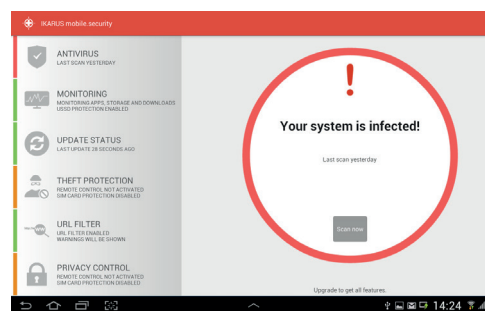 IKARUS mobile.security
ANTIVIRUS
LAST SCAN YESTERDAY
MONITORING
MONITORING APPS, STORAGE AND DOWNLOADS
USSD PROTECTION ENABLED
UPDATE STATUS
LAST UPDATE 28 SECONDS AGO
THEFT PROTECTION
REMOTE CONTROL NOT ACTIVATED
SIM CARD PROTECTION DISABLED
URL FILTER
URL FILTER ENABLED
WARNINGS WILL BE SHOWN
PRIVACY CONTROL
REMOTE CONTROL NOT ACTIVATED
SIM CARD PROTECTION DISABLED
!
Your system is infected!
Last scan yesterday
Scan now
Upgrade to get all features.
14:24